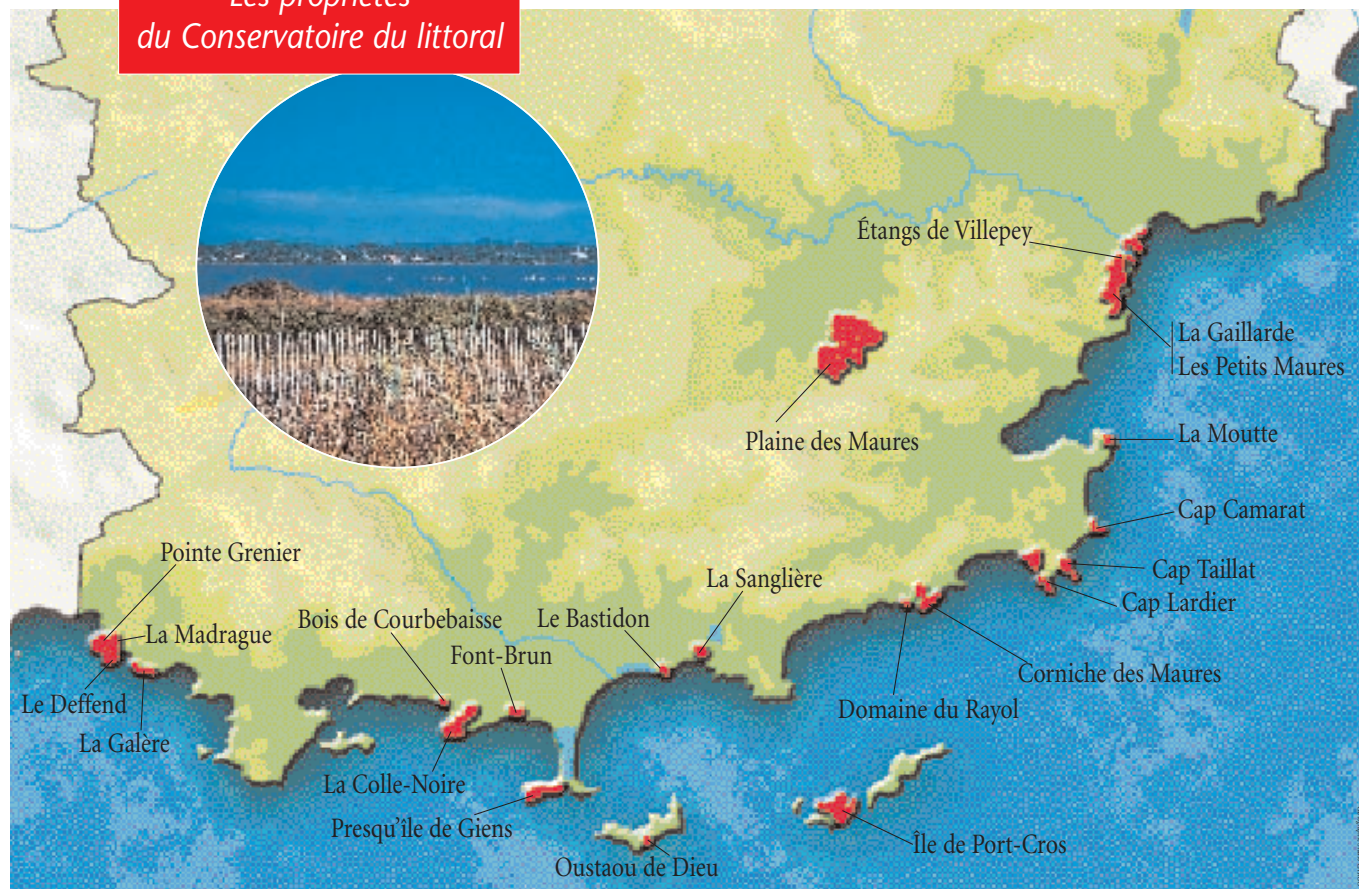 Les propriétés
du Conservatoire du littoral
Étangs de Villepey
La Gaillarde
Les Petits Maures
Plaine des Maures
La Moutte
Cap Camarat
Pointe Grenier
La Sanglière
Cap Taillat
Cap Lardier
La Madrague
Bois de Courbebaisse
Le Bastidon
Font-Brun
Corniche des Maures
Le Deffend
Domaine du Rayol
La Galère
La Colle-Noire
Presqu'île de Giens
Île de Port-Cros
Oustaou de Dieu